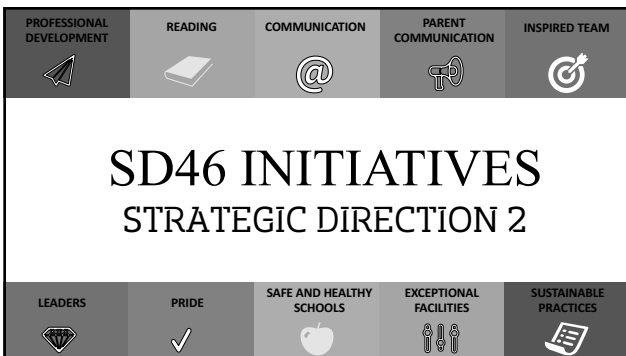 PROFESSIONAL
DEVELOPMENT
READING
COMMUNICATION
PARENT
COMMUNICATION
INSPIRED TEAM
@
SD46 INITIATIVES
STRATEGIC DIRECTION 2
LEADERS
PRIDE
SAFE AND HEALTHY
SCHOOLS
EXCEPTIONAL
FACILITIES
SUSTAINABLE
PRACTICES